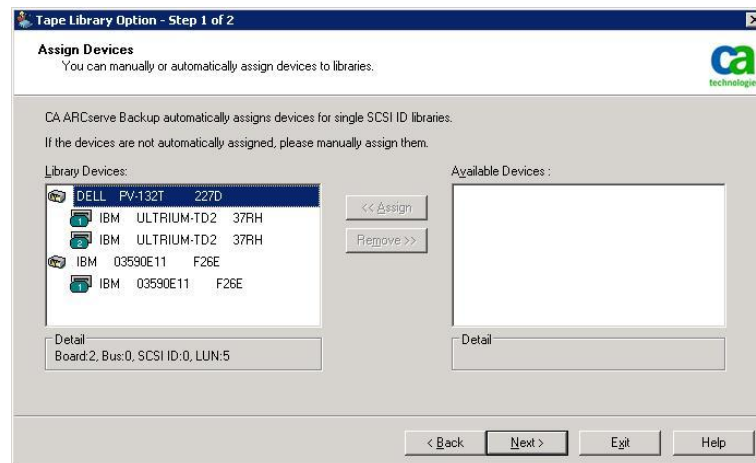 Tape Library Option - Step 1 of 2
Assign Devices
You can manually or automatically assign devices to libraries.
ca
technologies
CA ARCserve Backup automatically assigns devices for single SCSI ID libraries.
If the devices are not automatically assigned, please manually assign them.
Library Devices:
Available Devices :
DELL PV-132T 227D
1 IBM ULTRIUM-TD2 37RH
2 IBM ULTRIUM-TD2 37RH
IBM 03590E11 F26E
1 IBM 03590E11 F26E
<< Assign
Remove >>
Detail
Board:2, Bus:0, SCSI ID:0, LUN:5
Detail
< Back
Next >
Exit
Help